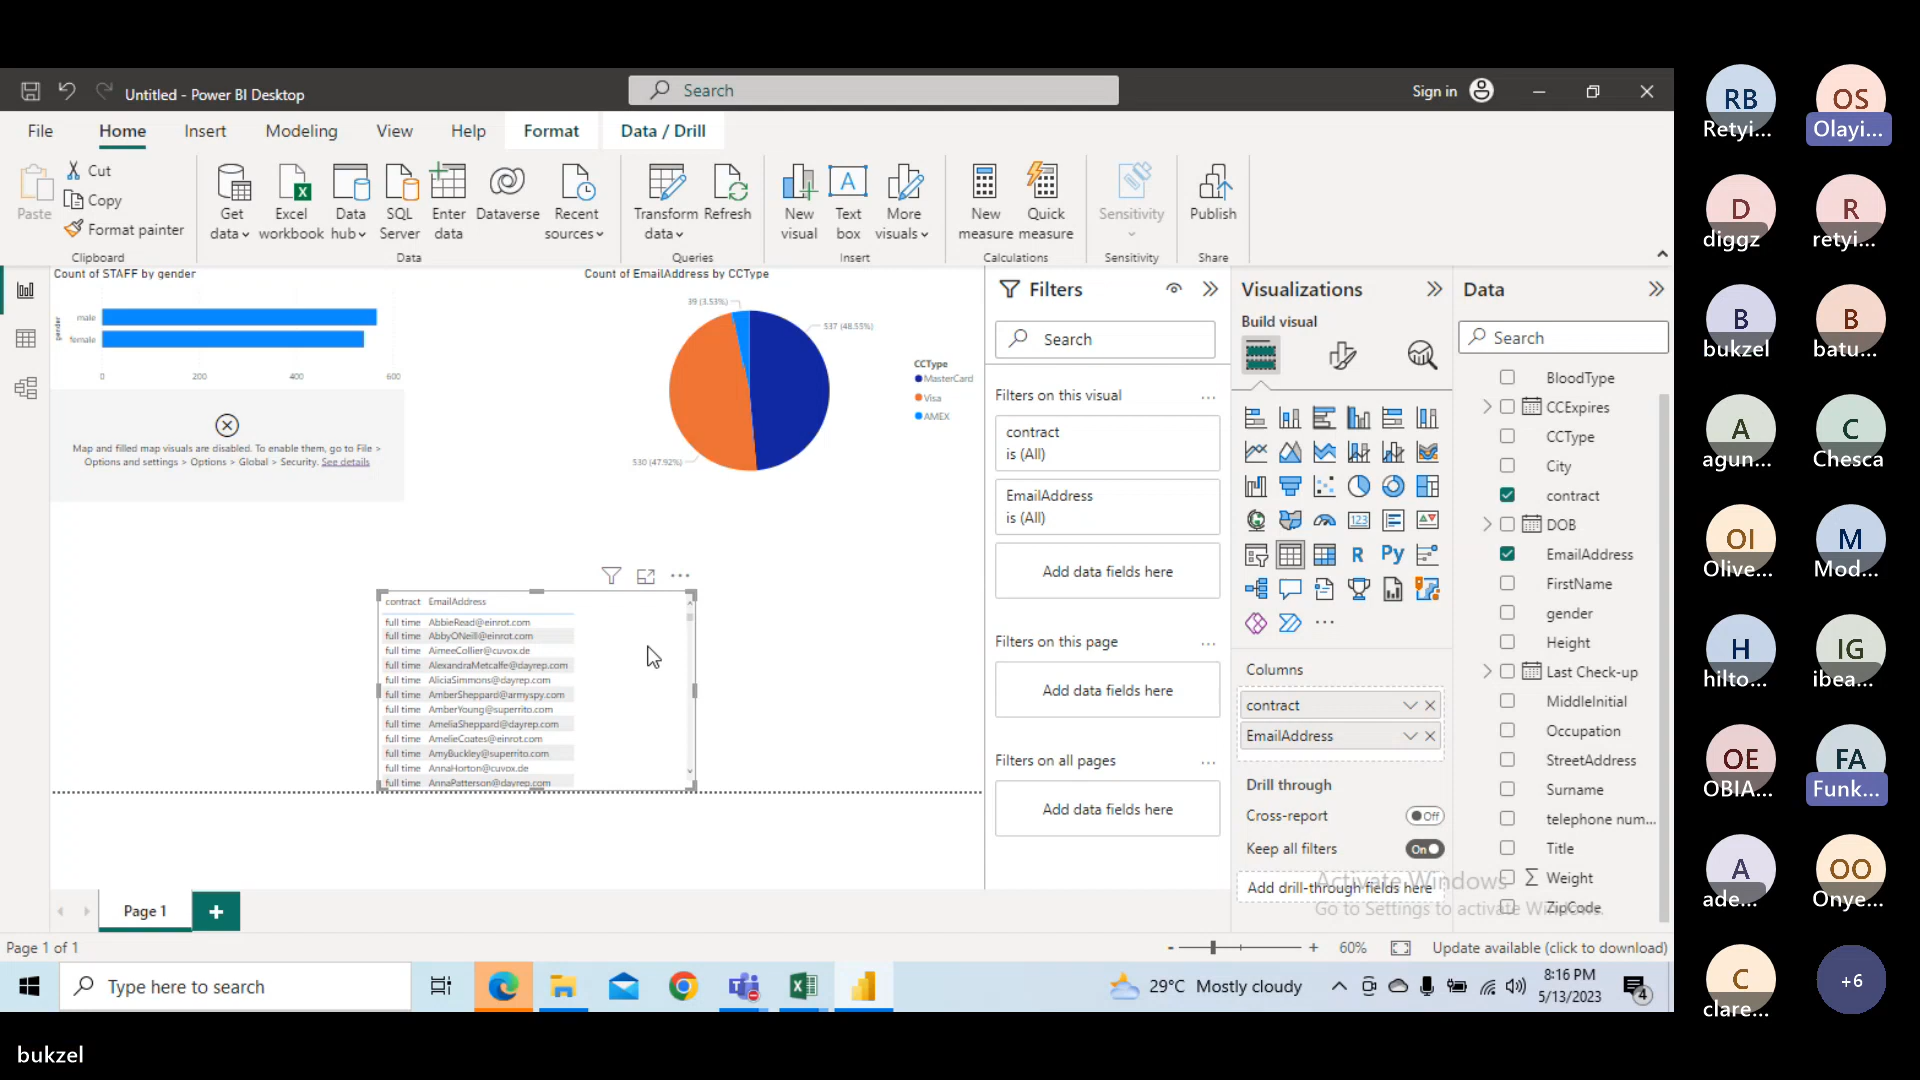 Untitled - Power BI Desktop
Search
Sign in
File Home Insert Modeling View Help Format Data / Drill
Paste
Cut
Copy
Format painter
Clipboard
Get data
Excel workbook
Data hub
SQL Server
Enter data
Dataverse
Recent sources
Data
Transform data
Refresh
Queries
New visual
Text box
More visuals
Insert
New measure
Quick measure
Calculations
Sensitivity
Sensitivity
Publish
Share
Count of STAFF by gender
gender
male
female
0 200 400 600
Map and filled map visuals are disabled. To enable them, go to File >
Options and settings > Options > Global > Security. See details
Count of EmailAddress by CCType
39 (3.53%)
537 (48.55%)
530 (47.92%)
CCType
MasterCard
Visa
AMEX
contract EmailAddress
full time AbbieRead@einrot.com
full time AbbyONeill@einrot.com
full time AimeeCollier@cuvox.de
full time AlexandraMetcalfe@dayrep.com
full time AliciaSimmons@dayrep.com
full time AmberSheppard@armyspy.com
full time AmberYoung@superrito.com
full time AmeliaSheppard@dayrep.com
full time AmelieCoates@einrot.com
full time AmyBuckley@superrito.com
full time AnnaHorton@cuvox.de
full time AnnaPatterson@dayrep.com
Filters
Search
Filters on this visual
contract
is (All)
EmailAddress
is (All)
Add data fields here
Filters on this page
Add data fields here
Filters on all pages
Add data fields here
Visualizations
Build visual
123
R
Py
Columns
contract
EmailAddress
Drill through
Cross-report Off
Keep all filters On
Add drill-through fields here
Data
Search
BloodType
CCExpires
CCType
City
contract
DOB
EmailAddress
FirstName
gender
Height
Last Check-up
MiddleInitial
Occupation
StreetAddress
Surname
telephone num...
Title
Weight
ZipCode
Activate Windows
Go to Settings to activate Windows.
Page 1
Page 1 of 1
60%
Update available (click to download)
Type here to search
29°C Mostly cloudy
8:16 PM
5/13/2023
4
RB
Retyi...
OS
Olayi...
D
diggz
R
retyi...
B
bukzel
B
batu...
A
agun...
C
Chesca
OI
Olive...
M
Mod...
H
hilto...
IG
ibea...
OE
OBIA...
FA
Funk...
A
ade...
OO
Onye...
C
clare...
+6
bukzel